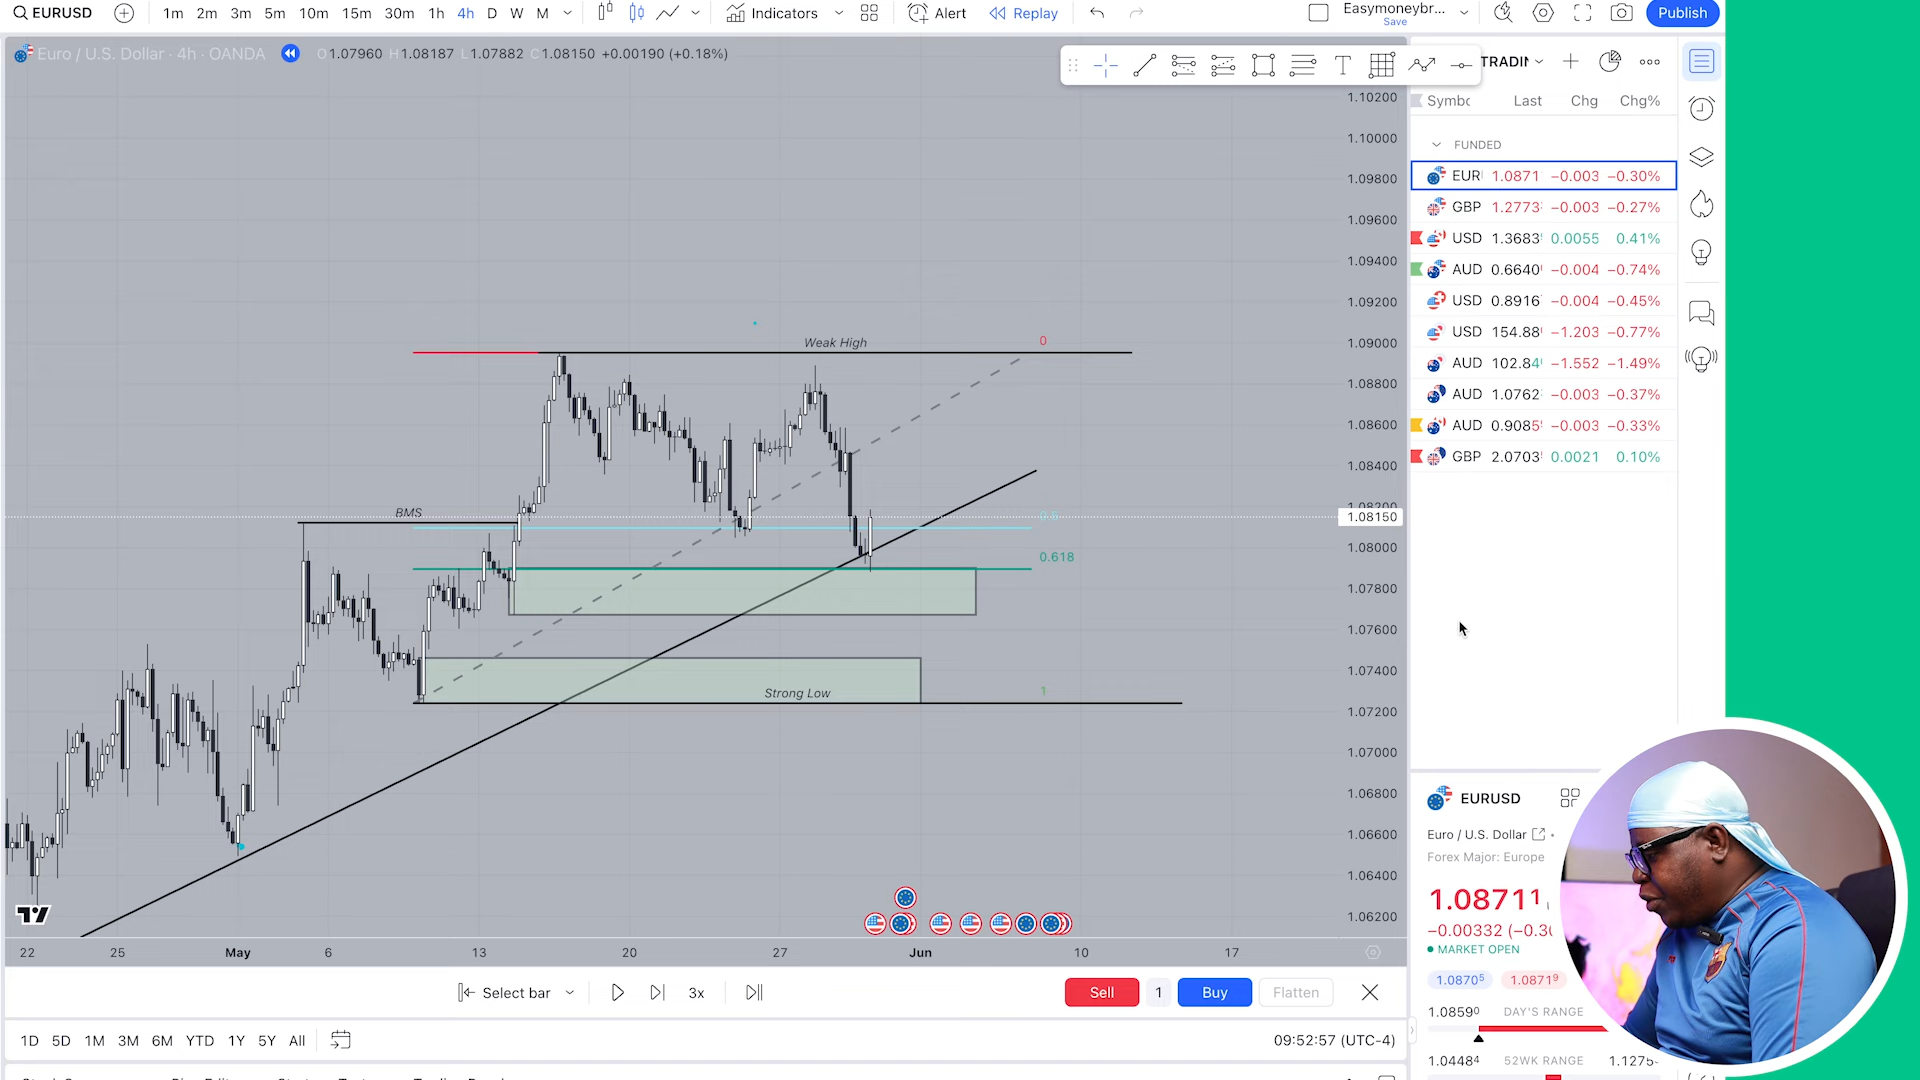 EURUSD 1m 2m 3m 5m 10m 15m 30m 1h 4h D W M Indicators Alert Replay Easymoneybr... Save Publish
Euro / U.S. Dollar · 4h · OANDA O1.07960 H1.08187 L1.07882 C1.08150 +0.00190 (+0.18%)
1.10200
1.10000
1.09800
1.09600
1.09400
1.09200
1.09000
1.08800
1.08600
1.08400
1.08200
1.08150
1.08000
1.07800
1.07600
1.07400
1.07200
1.07000
1.06800
1.06600
1.06400
1.06200
Weak High
0
BMS
0.5
0.618
Strong Low
1
22 25 May 6 13 20 27 Jun 10 17
Select bar 3x Sell 1 Buy Flatten
1D 5D 1M 3M 6M YTD 1Y 5Y All 09:52:57 (UTC-4)
Last Chg Chg%
FUNDED
EUR 1.0871 −0.003 −0.30%
GBP 1.2773 −0.003 −0.27%
USD 1.3683 0.0055 0.41%
AUD 0.6640 −0.004 −0.74%
USD 0.8916 −0.004 −0.45%
USD 154.88 −1.203 −0.77%
AUD 102.84 −1.552 −1.49%
AUD 1.0762 −0.003 −0.37%
AUD 0.9085 −0.003 −0.33%
GBP 2.0703 0.0021 0.10%
EURUSD
Euro / U.S. Dollar
Forex Major: Europe
1.08711
−0.00332
MARKET OPEN
1.08705 1.08719
1.08590 DAY'S RANGE
1.04484 52WK RANGE 1.1275